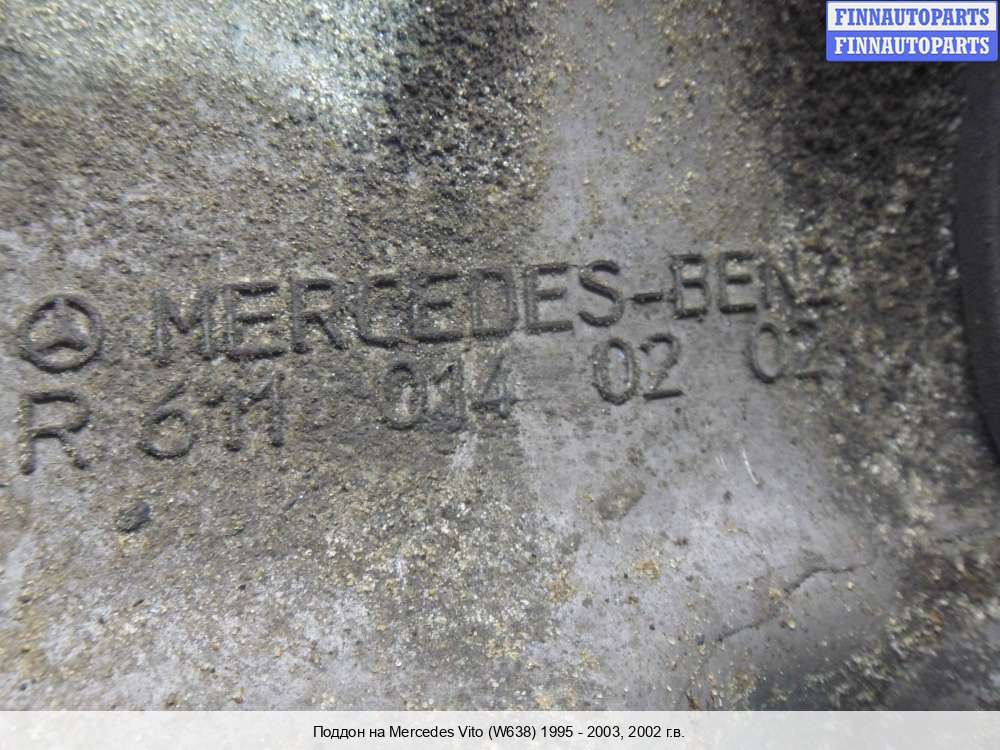 FINNAUTOPARTS
FINNAUTOPARTS
MERCEDES-BENZ
R 611 014 02 02
Поддон на Mercedes Vito (W638) 1995 - 2003, 2002 г.в.